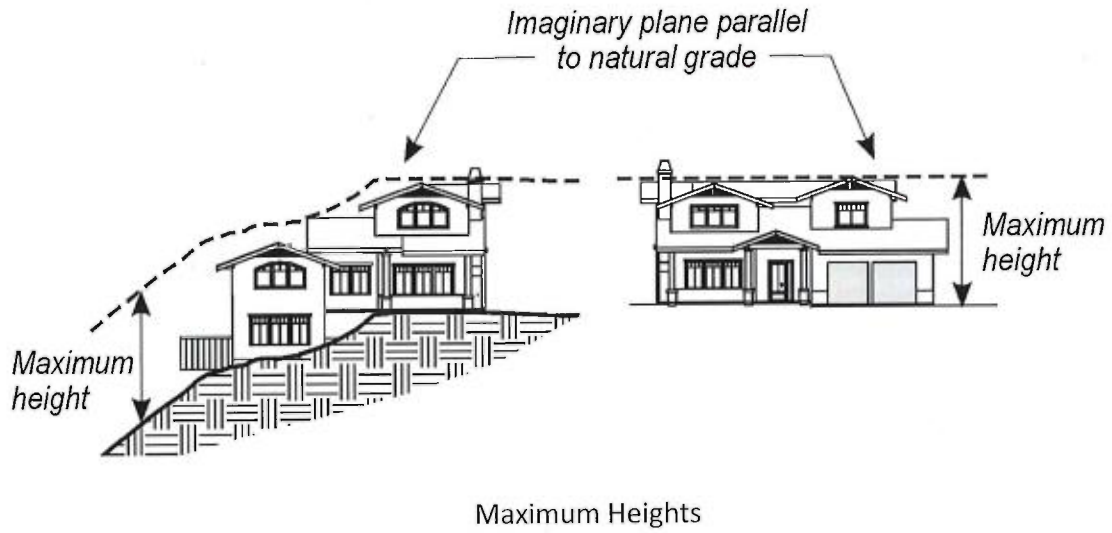 Imaginary plane parallel
to natural grade
Maximum
height
Maximum
height
Maximum Heights